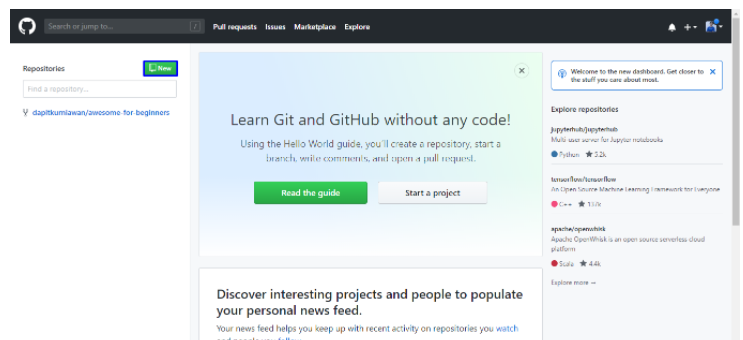 Search or jump to...
/
Pull requests Issues Marketplace Explore
Repositories
New
Find a repository...
dapitkurniawan/awesome-for-beginners
Learn Git and GitHub without any code!
Using the Hello World guide, you'll create a repository, start a
branch, write comments, and open a pull request.
Read the guide
Start a project
Discover interesting projects and people to populate
your personal news feed.
Your news feed helps you keep up with recent activity on repositories you watch
and people you follow.
Welcome to the new dashboard. Get closer to
the stuff you care about most.
Explore repositories
jupyterhub/jupyterhub
Multi-user server for Jupyter notebooks
Python 5.2k
tensorflow/tensorflow
An Open Source Machine Learning Framework for Everyone
C++
apache/openwhisk
Apache OpenWhisk is an open source serverless cloud
platform
Scala 4.4k
Explore more →